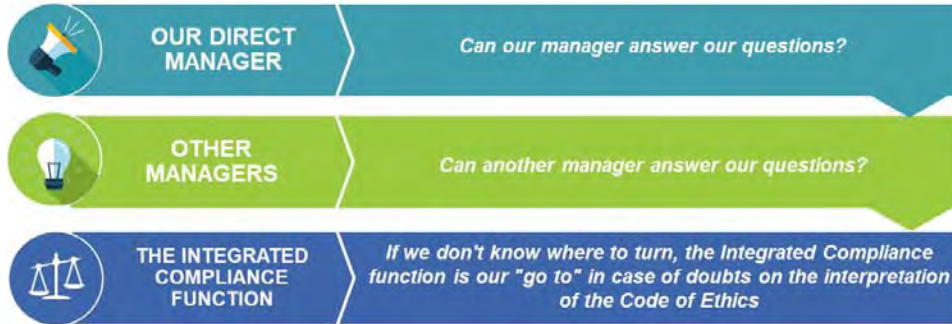 OUR DIRECT
MANAGER
Can our manager answer our questions?
OTHER
MANAGERS
Can another manager answer our questions?
THE INTEGRATED
COMPLIANCE
FUNCTION
If we don't know where to turn, the Integrated Compliance
function is our "go to" in case of doubts on the interpretation
of the Code of Ethics